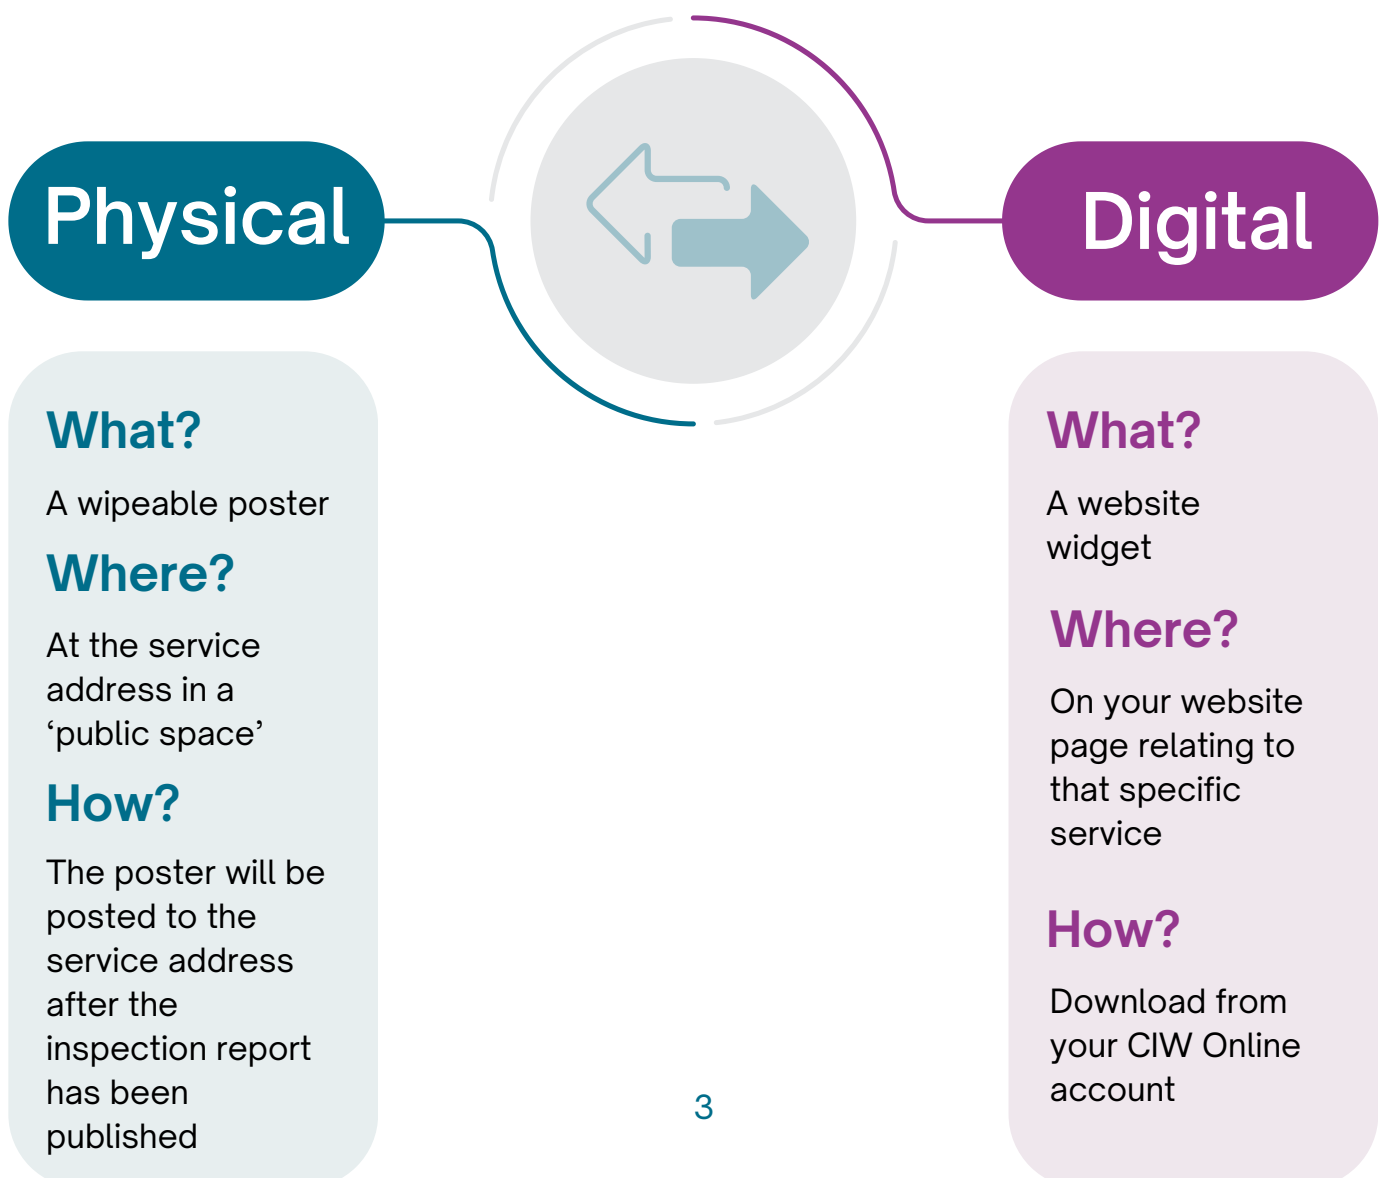 Physical
What?
A wipeable poster
Where?
At the service
address in a
‘public space’
How?
The poster will be
posted to the
service address
after the
inspection report
has been
published
Digital
What?
A website
widget
Where?
On your website
page relating to
that specific
service
How?
Download from
your CIW Online
account
3